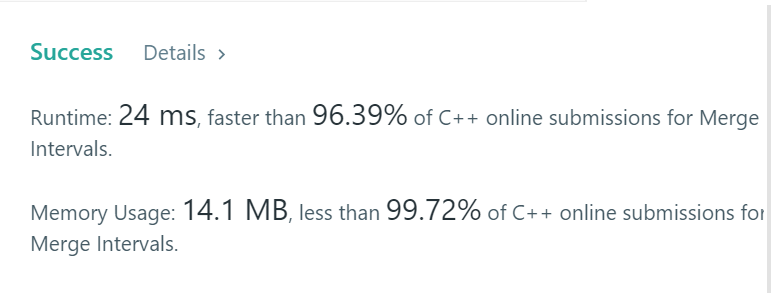 Success Details >
Runtime: 24 ms, faster than 96.39% of C++ online submissions for Merge
Intervals.
Memory Usage: 14.1 MB, less than 99.72% of C++ online submissions for
Merge Intervals.